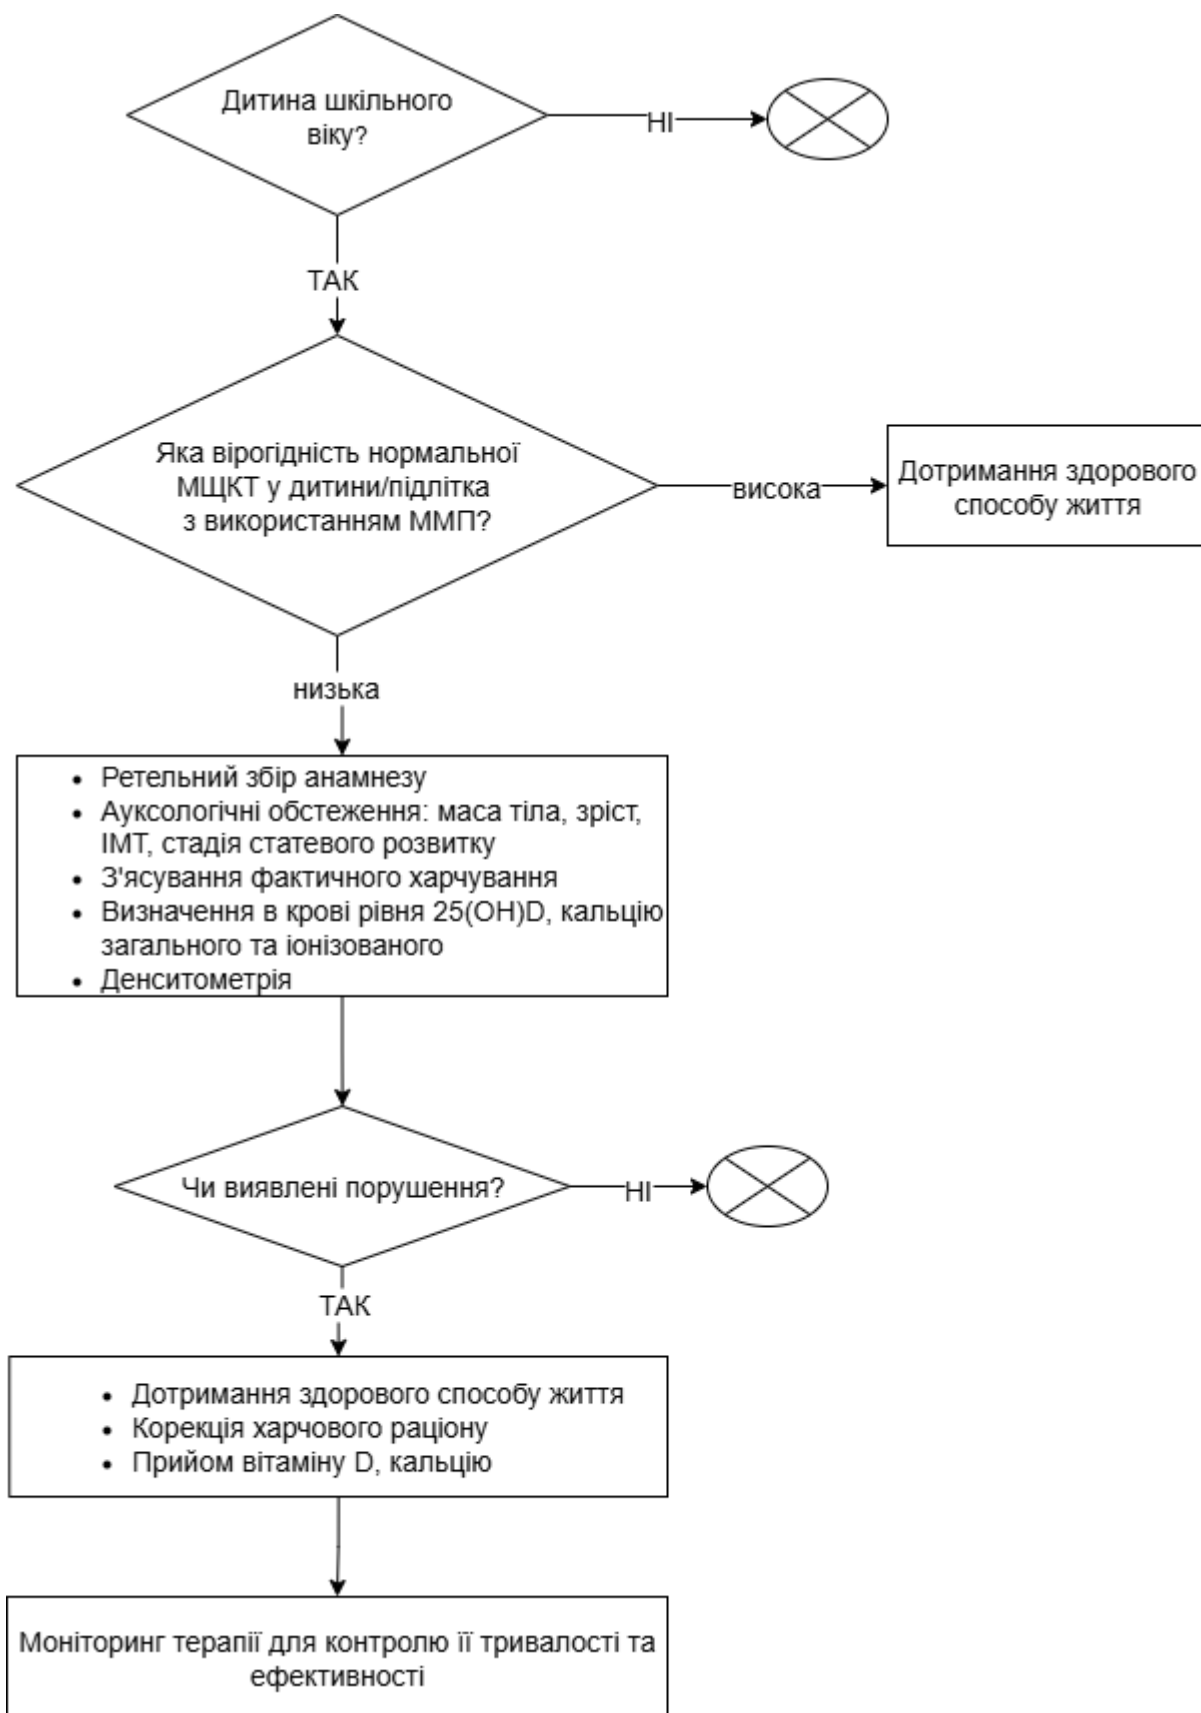 Дитина шкільного
віку?
НІ
ТАК
Яка вірогідність нормальної
МЩКТ у дитини/підлітка
з використанням ММП?
висока
Дотримання здорового
способу життя
низька
• Ретельний збір анамнезу
• Ауксологічні обстеження: маса тіла, зріст,
ІМТ, стадія статевого розвитку
• З'ясування фактичного харчування
• Визначення в крові рівня 25(ОН)D, кальцію
загального та іонізованого
• Денситометрія
Чи виявлені порушення?
НІ
ТАК
• Дотримання здорового способу життя
• Корекція харчового раціону
• Прийом вітаміну D, кальцію
Моніторинг терапії для контролю її тривалості та
ефективності